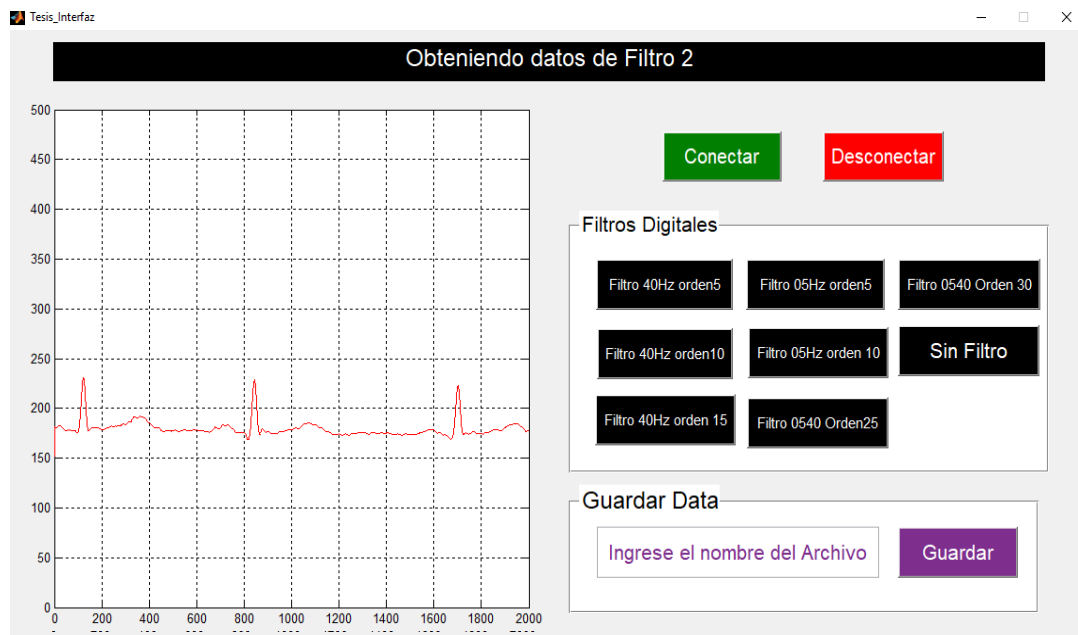 Tesis_Interfaz
Obteniendo datos de Filtro 2
500
450
400
350
300
250
200
150
100
50
0
0 200 400 600 800 1000 1200 1400 1600 1800 2000
Conectar
Desconectar
Filtros Digitales
Filtro 40Hz orden5
Filtro 05Hz orden5
Filtro 0540 Orden 30
Filtro 40Hz orden10
Filtro 05Hz orden 10
Sin Filtro
Filtro 40Hz orden 15
Filtro 0540 Orden25
Guardar Data
Ingrese el nombre del Archivo
Guardar